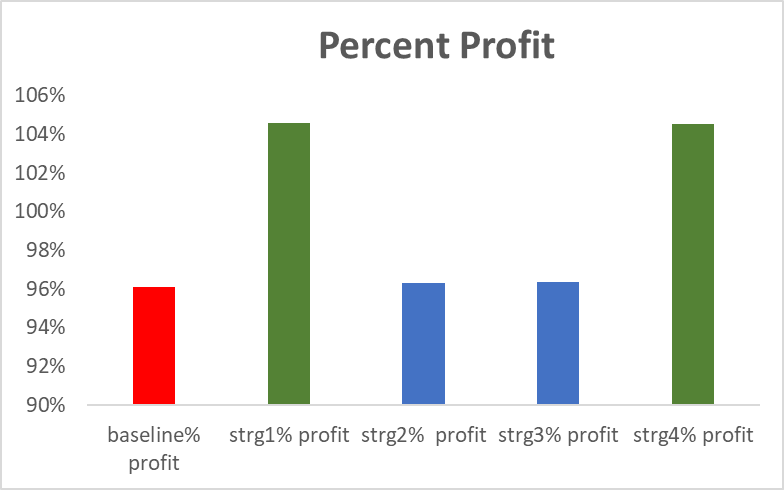 Percent Profit
106%
104%
102%
100%
98%
96%
94%
92%
90%
baseline% profit
strg1% profit
strg2%  profit
strg3% profit
strg4% profit